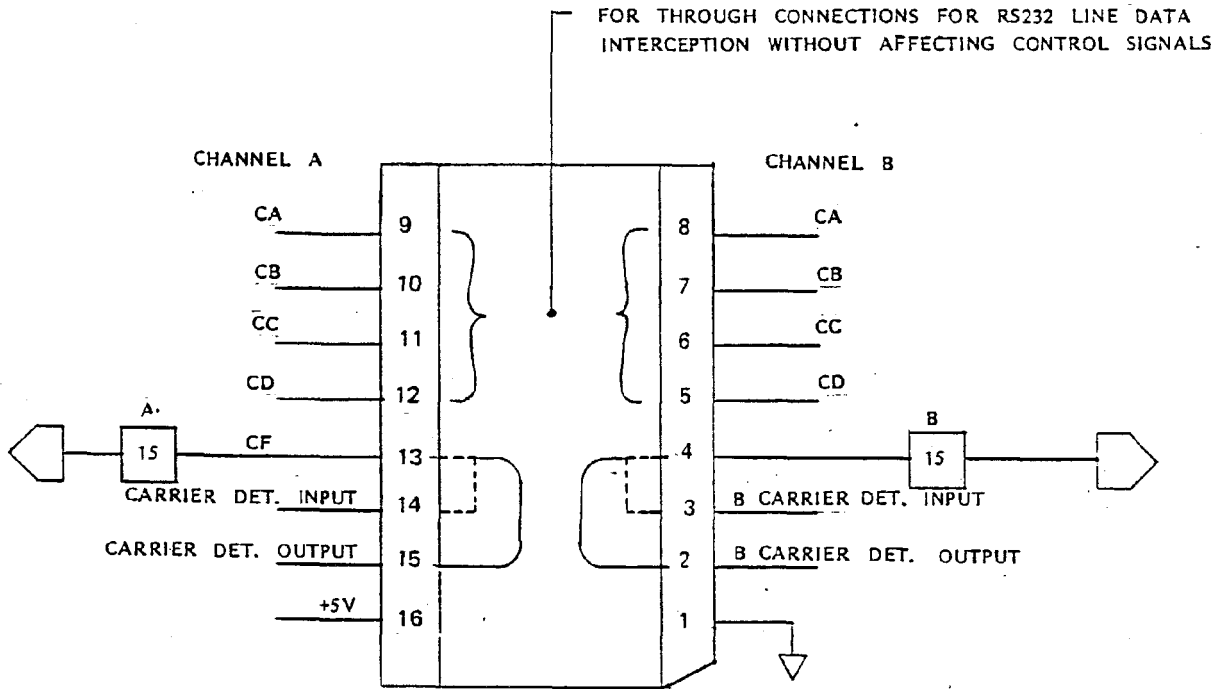 FOR THROUGH CONNECTIONS FOR RS232 LINE DATA
INTERCEPTION WITHOUT AFFECTING CONTROL SIGNALS
CHANNEL A
CHANNEL B
CA 9 8 CA
CB 10 7 CB
CC 11 6 CC
CD 12 5 CD
A. B
15 CF 13 4 15
CARRIER DET. INPUT 14 3 B CARRIER DET. INPUT
CARRIER DET. OUTPUT 15 2 B CARRIER DET. OUTPUT
+5V 16 1